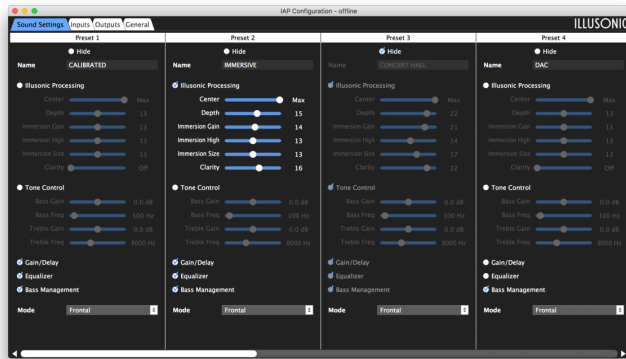 IAP Configuration - offline
Sound Settings Inputs Outputs General
ILLUSONIC
Preset 1
Hide
Name CALIBRATED
Illusonic Processing
Center Max
Depth 13
Immersion Gain 13
Immersion High 13
Immersion Size 13
Clarity Off
Tone Control
Bass Gain 0.0 dB
Bass Freq 100 Hz
Treble Gain 0.0 dB
Treble Freq 8000 Hz
Gain/Delay
Equalizer
Bass Management
Mode Frontal
Preset 2
Hide
Name IMMERSIVE
Illusonic Processing
Center Max
Depth 15
Immersion Gain 14
Immersion High 13
Immersion Size 13
Clarity 16
Tone Control
Bass Gain 0.0 dB
Bass Freq 100 Hz
Treble Gain 0.0 dB
Treble Freq 8000 Hz
Gain/Delay
Equalizer
Bass Management
Mode Frontal
Preset 3
Hide
Name CONCERT HALL
Illusonic Processing
Center Max
Depth 22
Immersion Gain 21
Immersion High 14
Immersion Size 17
Clarity 22
Tone Control
Bass Gain 0.0 dB
Bass Freq 100 Hz
Treble Gain 0.0 dB
Treble Freq 8000 Hz
Gain/Delay
Equalizer
Bass Management
Mode Frontal
Preset 4
Hide
Name DAC
Illusonic Processing
Center Max
Depth 13
Immersion Gain 13
Immersion High 13
Immersion Size 13
Clarity Off
Tone Control
Bass Gain 0.0 dB
Bass Freq 100 Hz
Treble Gain 0.0 dB
Treble Freq 8000 Hz
Gain/Delay
Equalizer
Bass Management
Mode Frontal